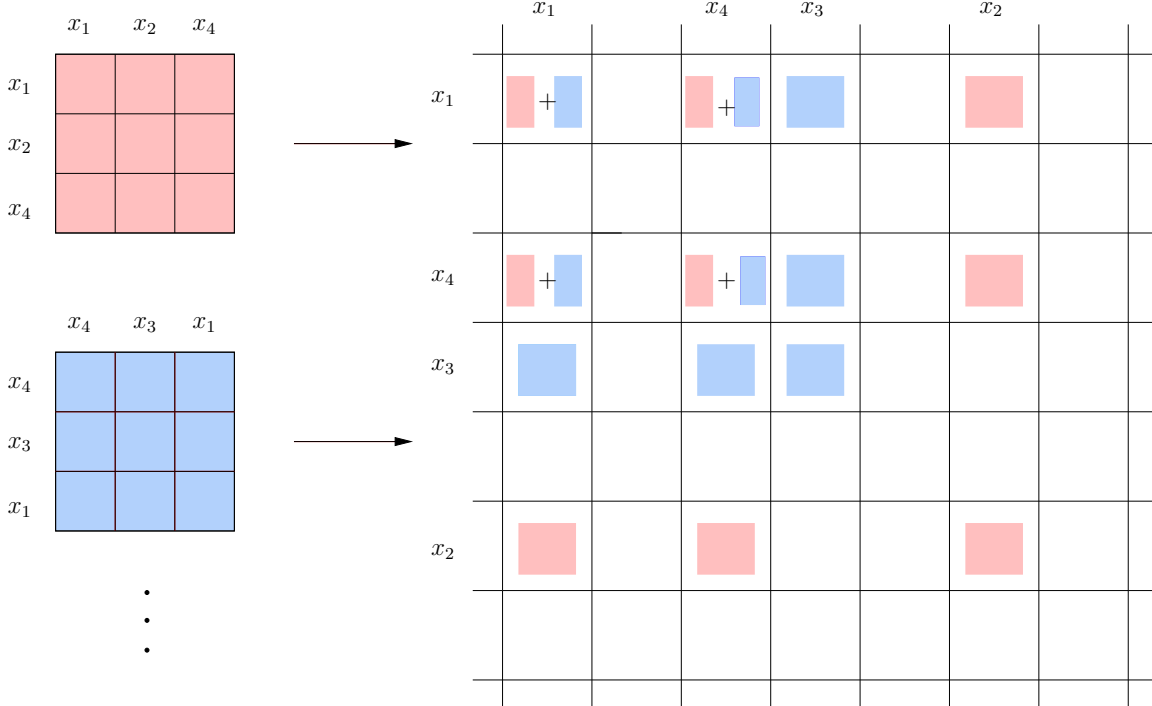 x₁ x₂ x₄
x₁
x₂
x₄
x₄ x₃ x₁
x₄
x₃
x₁
x₁ x₄ x₃ x₂
x₁ + +
x₄ + +
x₃
x₂